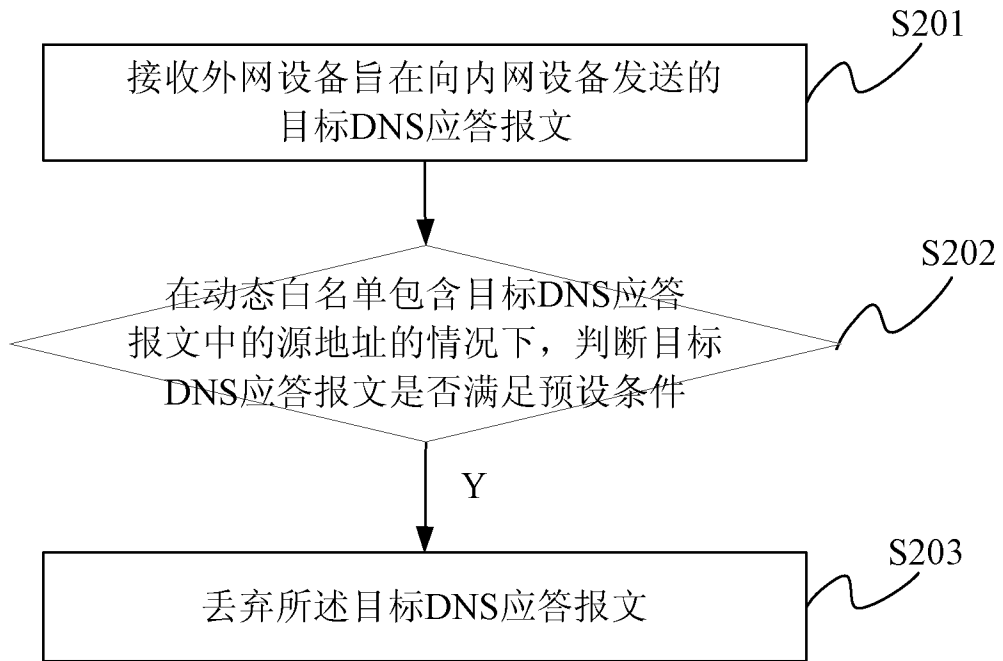 S201
接收外网设备旨在向内网设备发送的
目标DNS应答报文
S202
在动态白名单包含目标DNS应答
报文中的源地址的情况下，判断目标
DNS应答报文是否满足预设条件
Y
S203
丢弃所述目标DNS应答报文